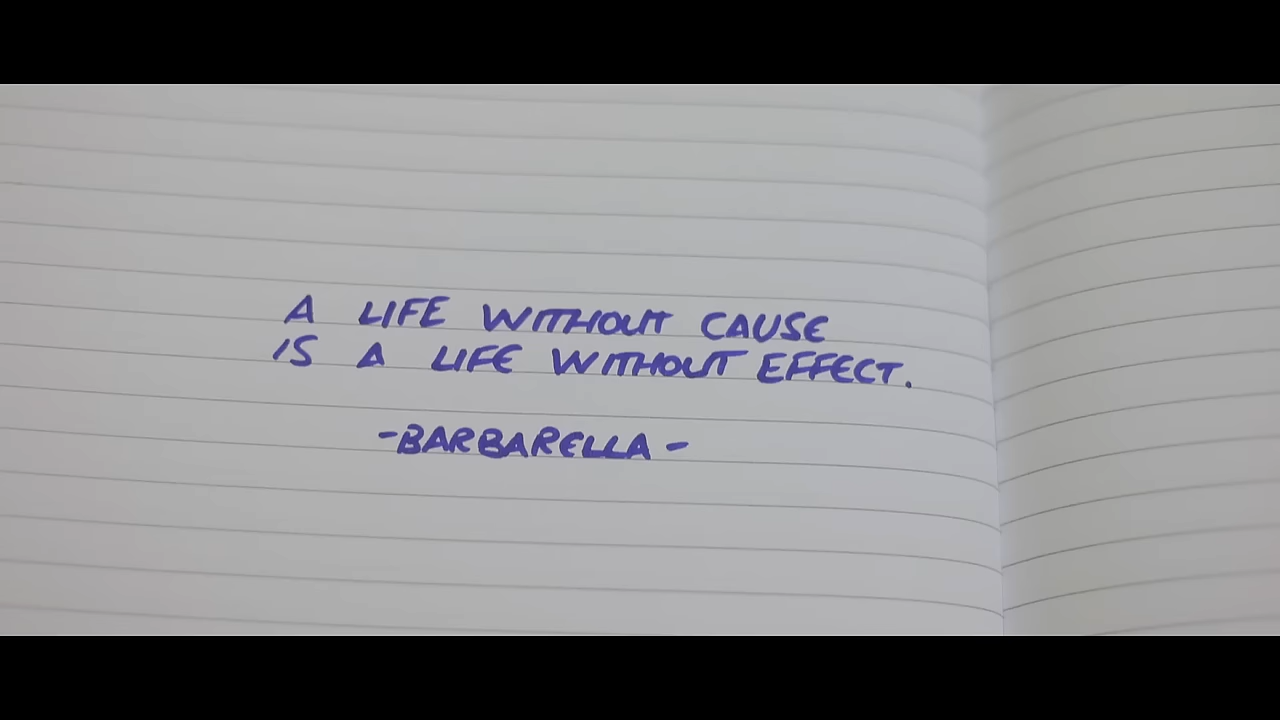 A LIFE WITHOUT CAUSE
IS A LIFE WITHOUT EFFECT.
-BARBARELLA-